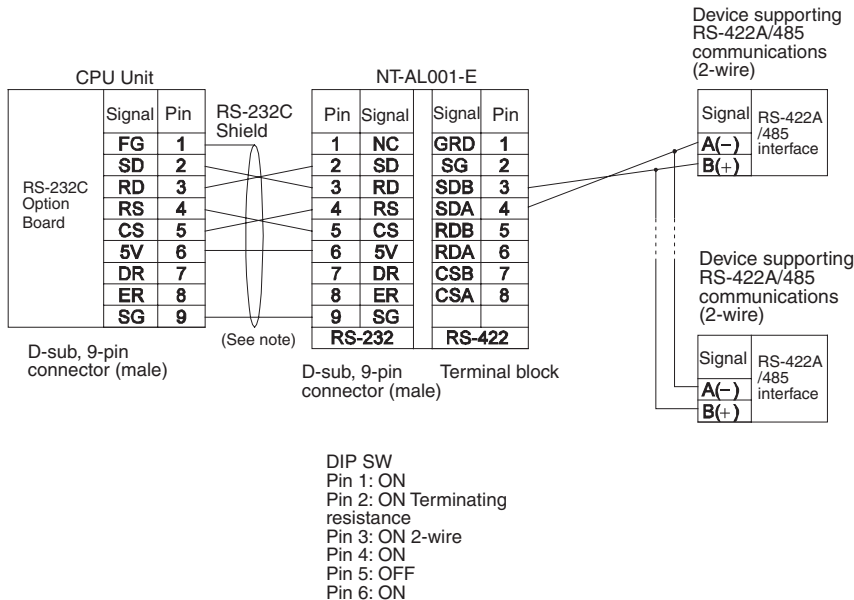 Device supporting
RS-422A/485
communications
(2-wire)
CPU Unit
NT-AL001-E
RS-232C
Option
Board
Signal Pin
FG 1
SD 2
RD 3
RS 4
CS 5
5V 6
DR 7
ER 8
SG 9
D-sub, 9-pin
connector (male)
RS-232C
Shield
(See note)
Pin Signal
1 NC
2 SD
3 RD
4 RS
5 CS
6 5V
7 DR
8 ER
9 SG
RS-232
D-sub, 9-pin
connector (male)
Signal Pin
GRD 1
SG 2
SDB 3
SDA 4
RDB 5
RDA 6
CSB 7
CSA 8
RS-422
Terminal block
Signal
A(−)
B(+)
RS-422A
/485
interface
Device supporting
RS-422A/485
communications
(2-wire)
Signal
A(−)
B(+)
RS-422A
/485
interface
DIP SW
Pin 1: ON
Pin 2: ON Terminating
resistance
Pin 3: ON 2-wire
Pin 4: ON
Pin 5: OFF
Pin 6: ON